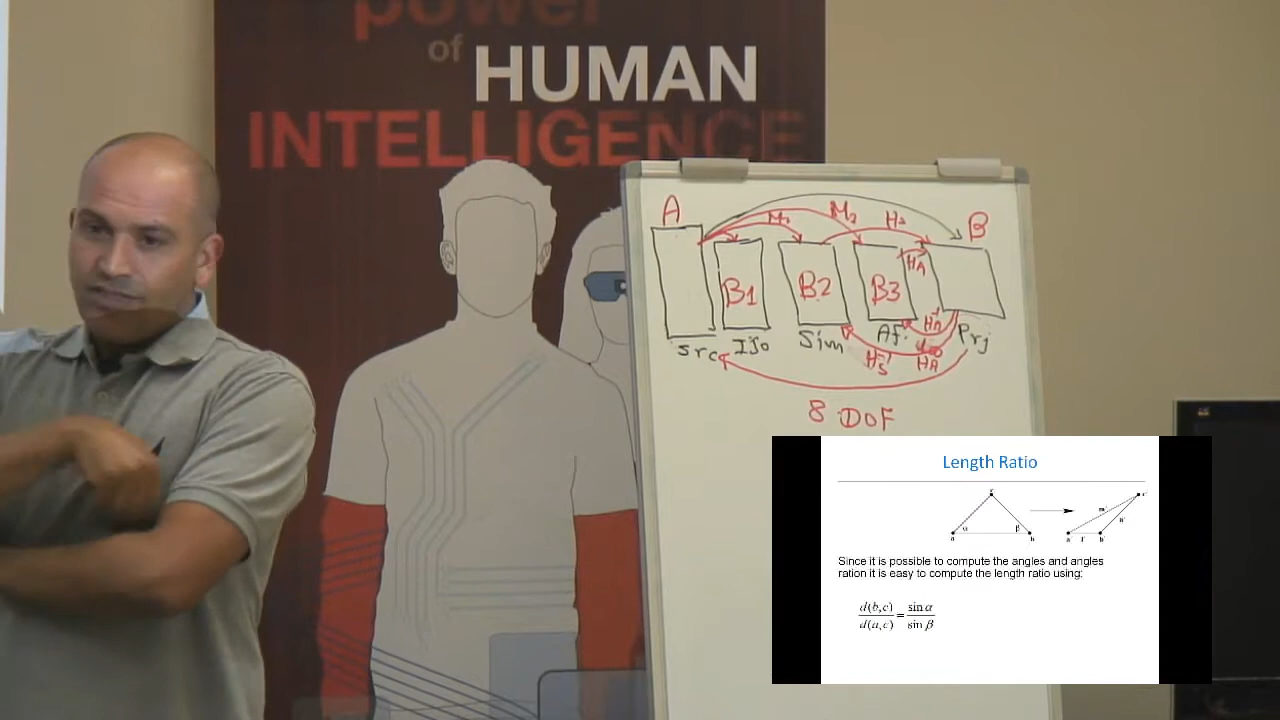 power
of HUMAN
INTELLIGENCE
A
M₁
M₂
B
HA
B1
B2
B3
src
Iso
Sim
Af.
Prj
HA
8 DOF
Length Ratio
c
α
β
a
b
m'
c'
n'
a'
l'
b'
Since it is possible to compute the angles and angles
ration it is easy to compute the length ratio using:
d(b,c)/d(a,c) = sin α/sin β